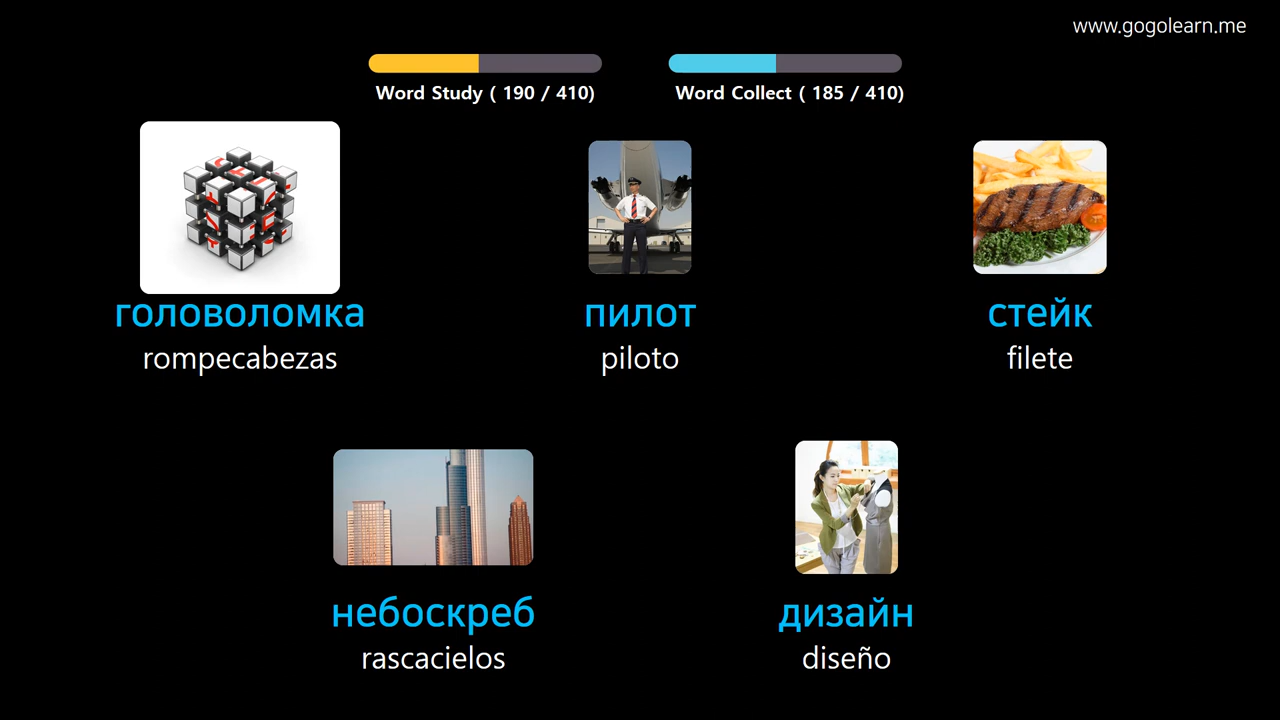 www.gogolearn.me
Word Study ( 190 / 410)
Word Collect ( 185 / 410)
головоломка
rompecabezas
пилот
piloto
стейк
filete
небоскреб
rascacielos
дизайн
diseño